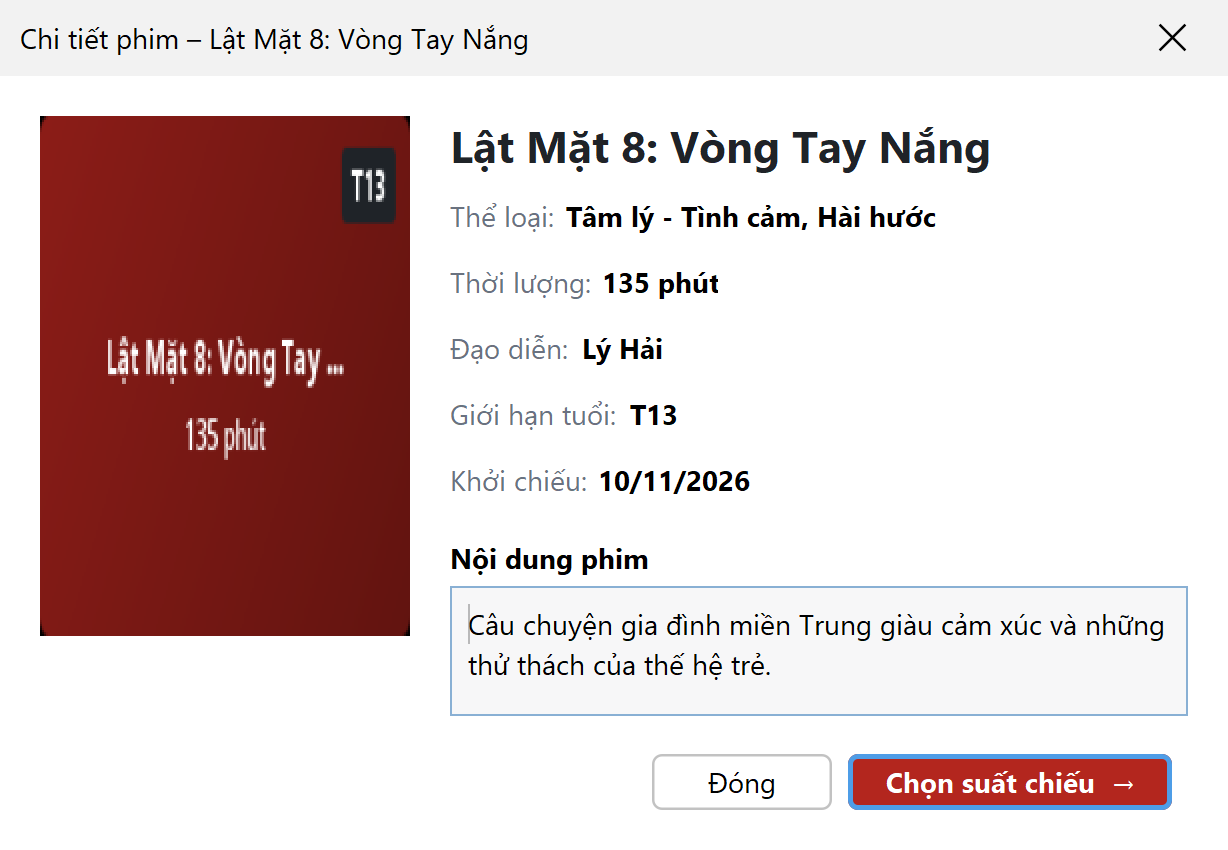 Chi tiết phim – Lật Mặt 8: Vòng Tay Nắng
T13
Lật Mặt 8: Vòng Tay ...
135 phút
Lật Mặt 8: Vòng Tay Nắng
Thể loại: Tâm lý - Tình cảm, Hài hước
Thời lượng: 135 phút
Đạo diễn: Lý Hải
Giới hạn tuổi: T13
Khởi chiếu: 10/11/2026
Nội dung phim
Câu chuyện gia đình miền Trung giàu cảm xúc và những
thử thách của thế hệ trẻ.
Đóng
Chọn suất chiếu →